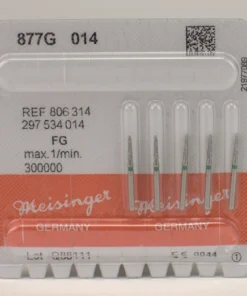 877G 014
REF 806 314
297 534 014
FG
max.1/min.
300000
Meisinger
GERMANY
Meisinger
GERMANY
Lot